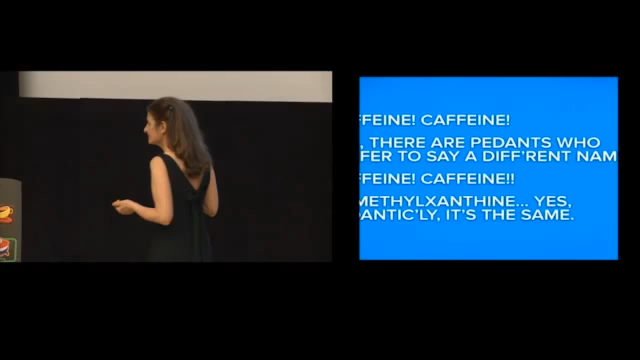 FFEINE! CAFFEINE!
, THERE ARE PEDANTS WHO
FER TO SAY A DIFF'RENT NAM
FFEINE! CAFFEINE!!
METHYLXANTHINE... YES,
DANTIC'LY, IT'S THE SAME.